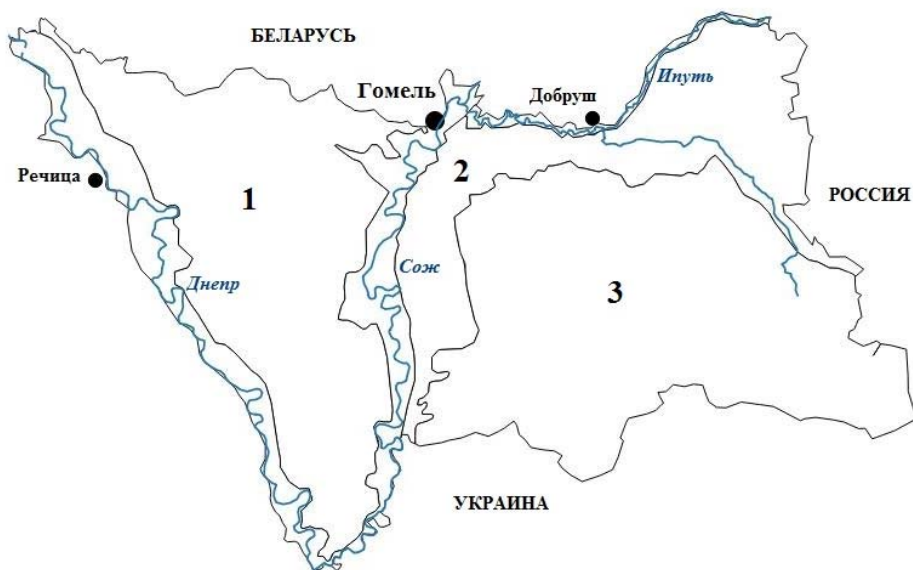 БЕЛАРУСЬ
Гомель
Добруш
Ипуть
Речица
1
2
РОССИЯ
Днепр
Сож
3
УКРАИНА